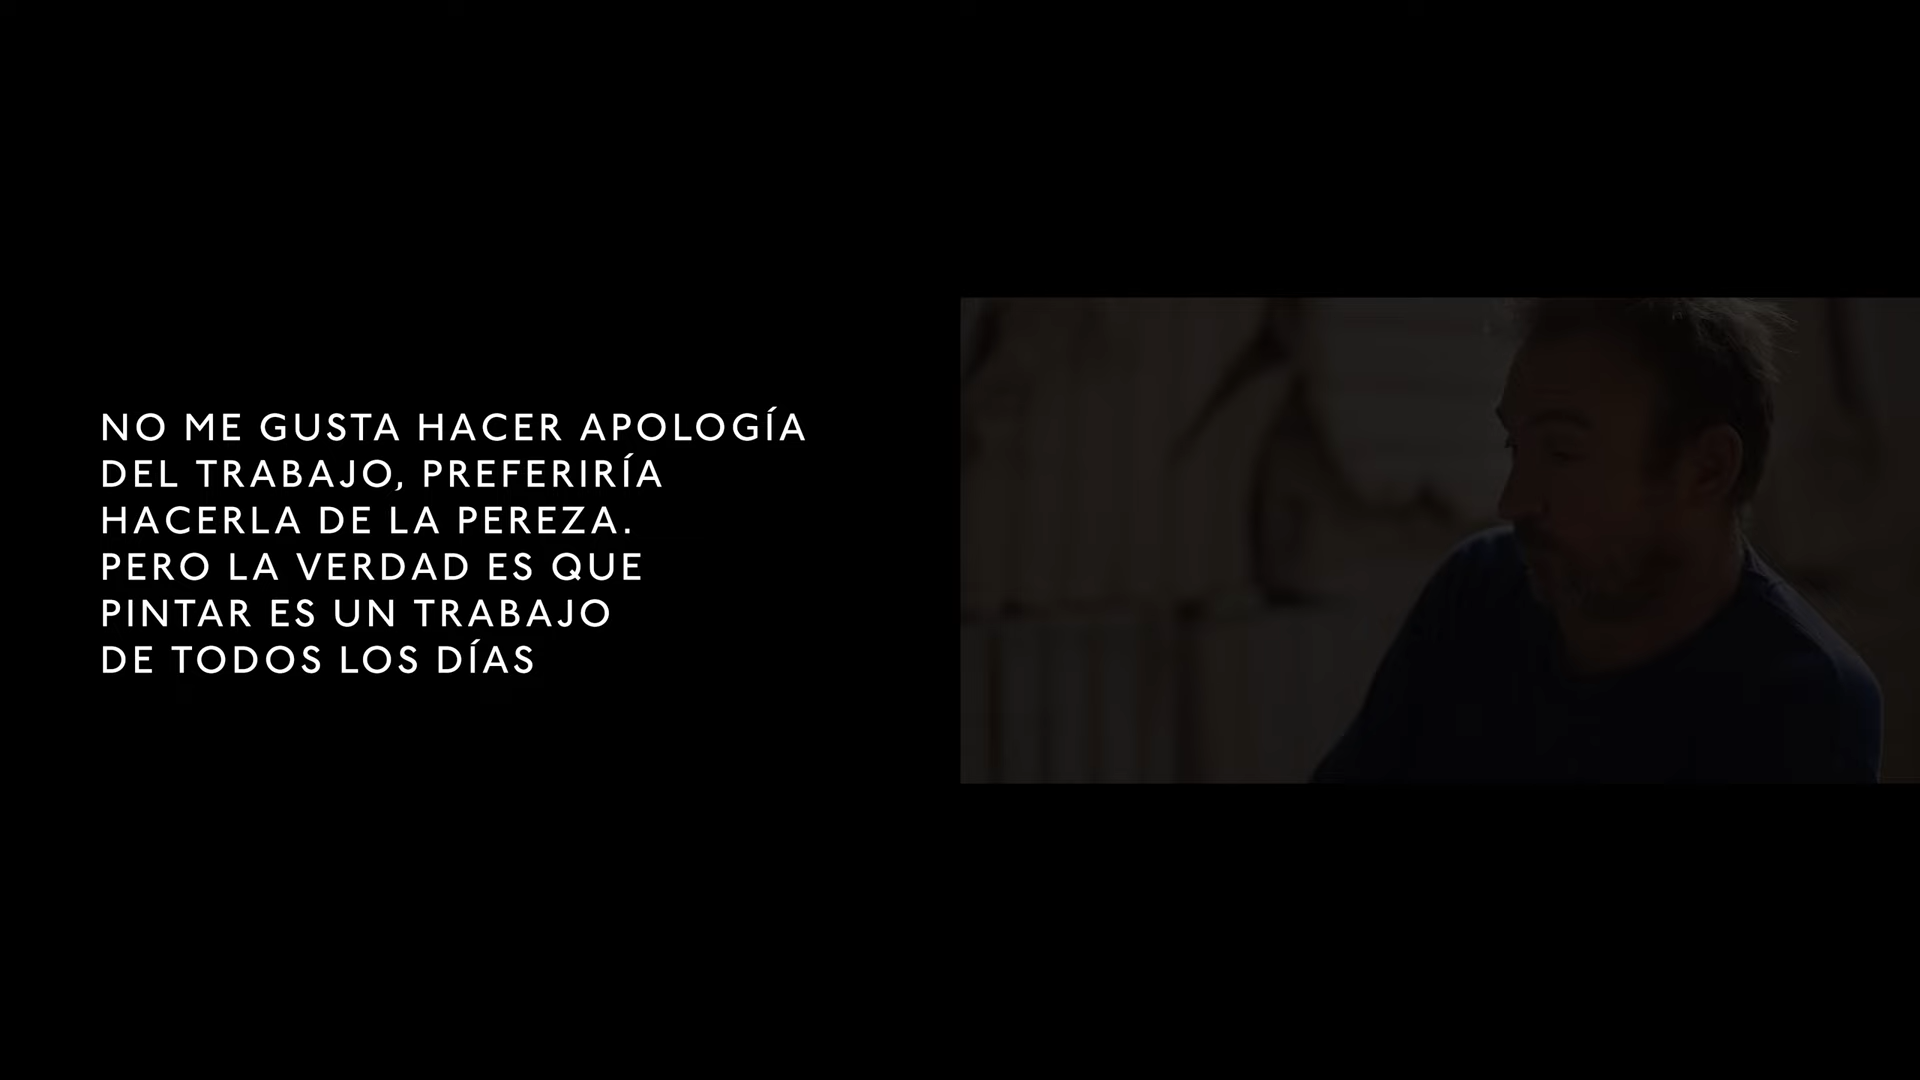 NO ME GUSTA HACER APOLOGÍA
DEL TRABAJO, PREFERIRÍA
HACERLA DE LA PEREZA.
PERO LA VERDAD ES QUE
PINTAR ES UN TRABAJO
DE TODOS LOS DÍAS